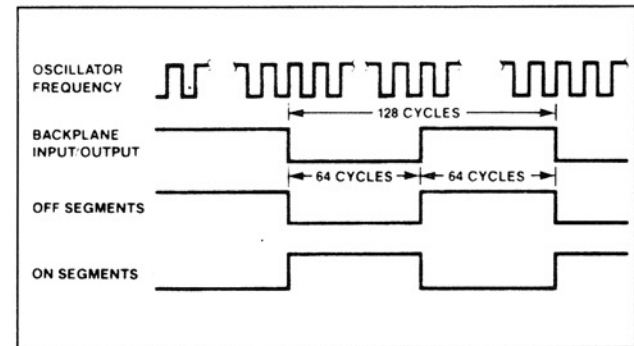 OSCILLATOR
FREQUENCY
128 CYCLES
BACKPLANE
INPUT/OUTPUT
64 CYCLES
64 CYCLES
OFF SEGMENTS
ON SEGMENTS